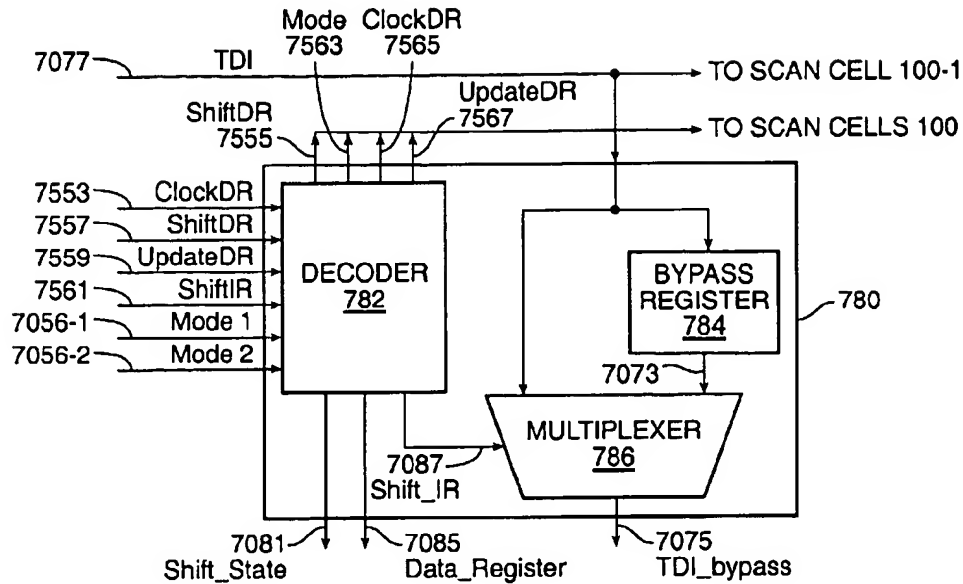 Mode ClockDR
7563 7565
7077 TDI TO SCAN CELL 100-1
ShiftDR UpdateDR
7555 7567 TO SCAN CELLS 100
7553 ClockDR
7557 ShiftDR
7559 UpdateDR
7561 ShiftIR
7056-1 Mode 1
7056-2 Mode 2
DECODER
782
BYPASS
REGISTER
784
780
7073
MULTIPLEXER
786
7087
Shift_IR
7081 7085 7075
Shift_State Data_Register TDI_bypass